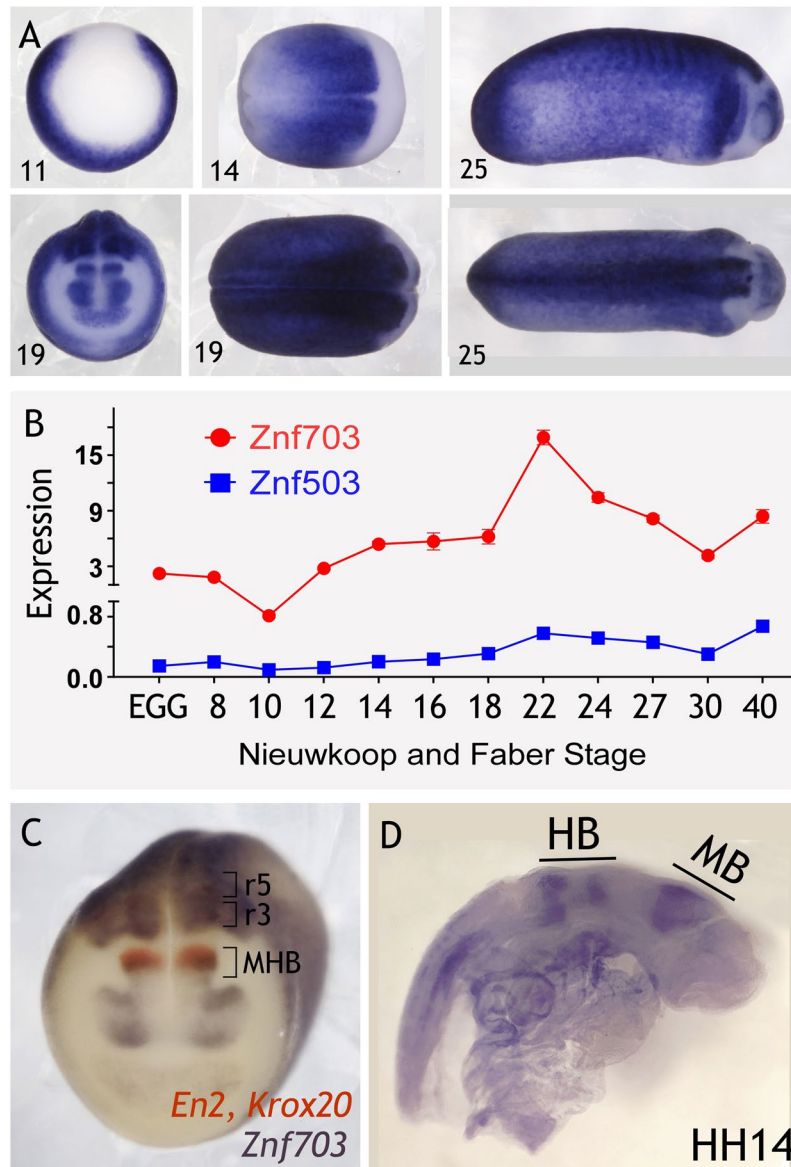 A
11
14
25
19
19
25
B
Znf703
Znf503
Expression
15
9
3
0.8
0.0
EGG 8 10 12 14 16 18 22 24 27 30 40
Nieuwkoop and Faber Stage
C
r5
r3
MHB
En2, Krox20
Znf703
D
HB
MB
HH14